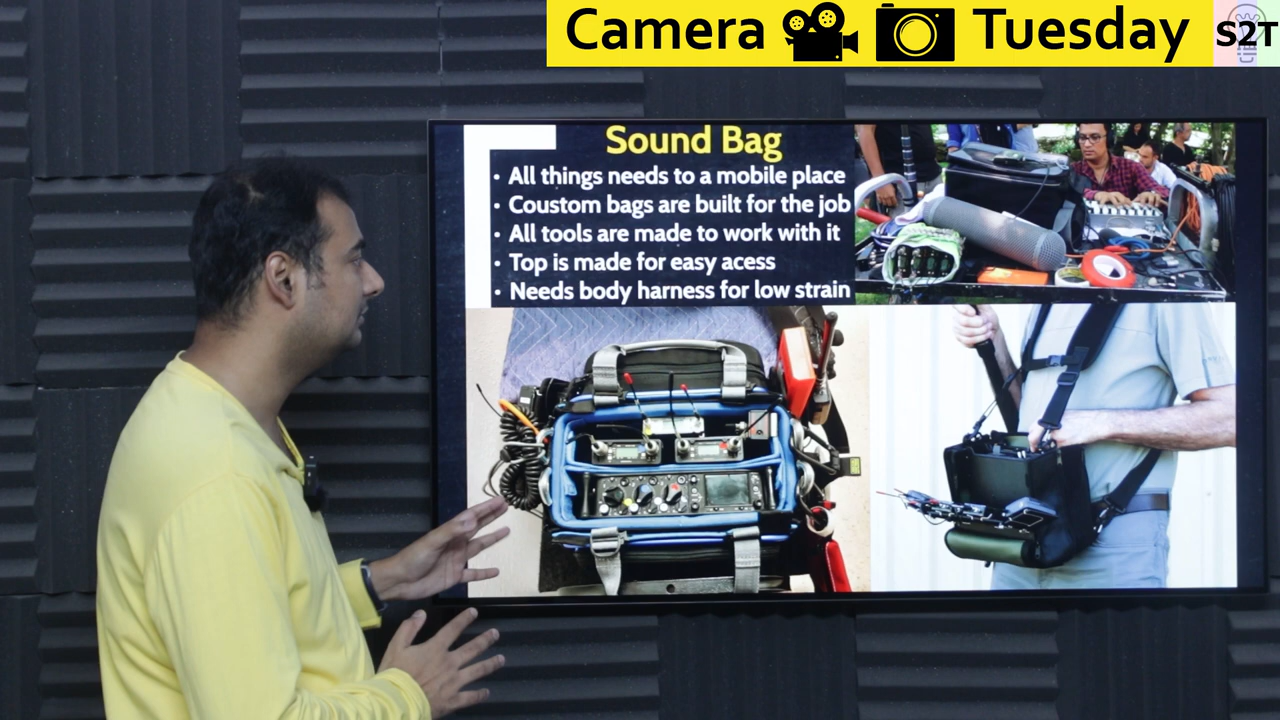 Camera Tuesday S2T
Sound Bag
• All things needs to a mobile place
• Coustom bags are built for the job
• All tools are made to work with it
• Top is made for easy acess
• Needs body harness for low strain